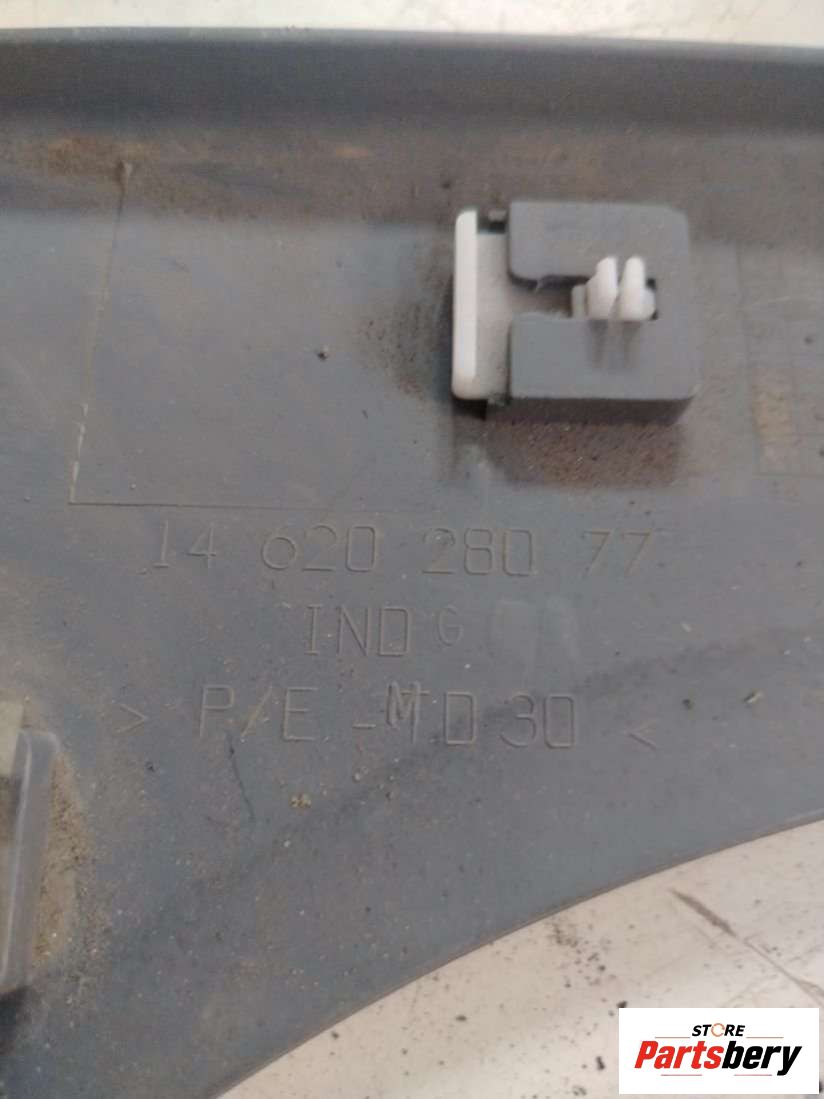 14 620 280 77
IND G
> P/E-MD30 <
STORE
Partsbery